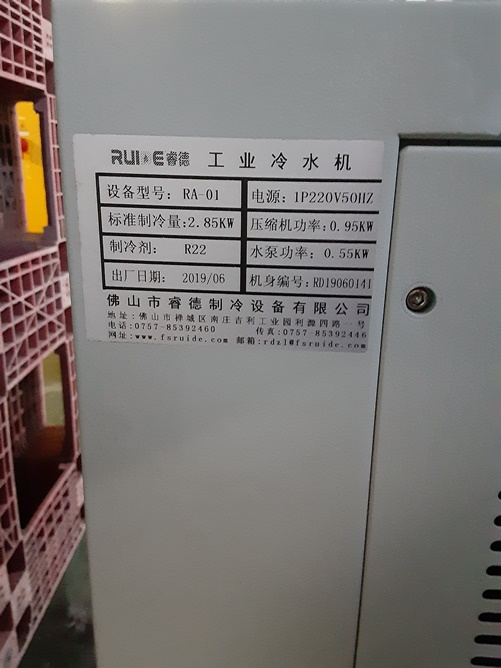 RUIDE睿德 工业冷水机
设备型号: RA-01 电源: 1P220V50HZ
标准制冷量:2.85KW 压缩机功率: 0.95KW
制冷剂: R22 水泵功率: 0.55KW
出厂日期: 2019/06 机身编号: RD19060141
佛山市睿德制冷设备有限公司
地址:佛山市禅城区南庄吉利工业园利源四路一号
电话:0757-85392460 传真:0757 85392446
网址:www.fsruide.com 邮箱:rdzl@fsruide.com